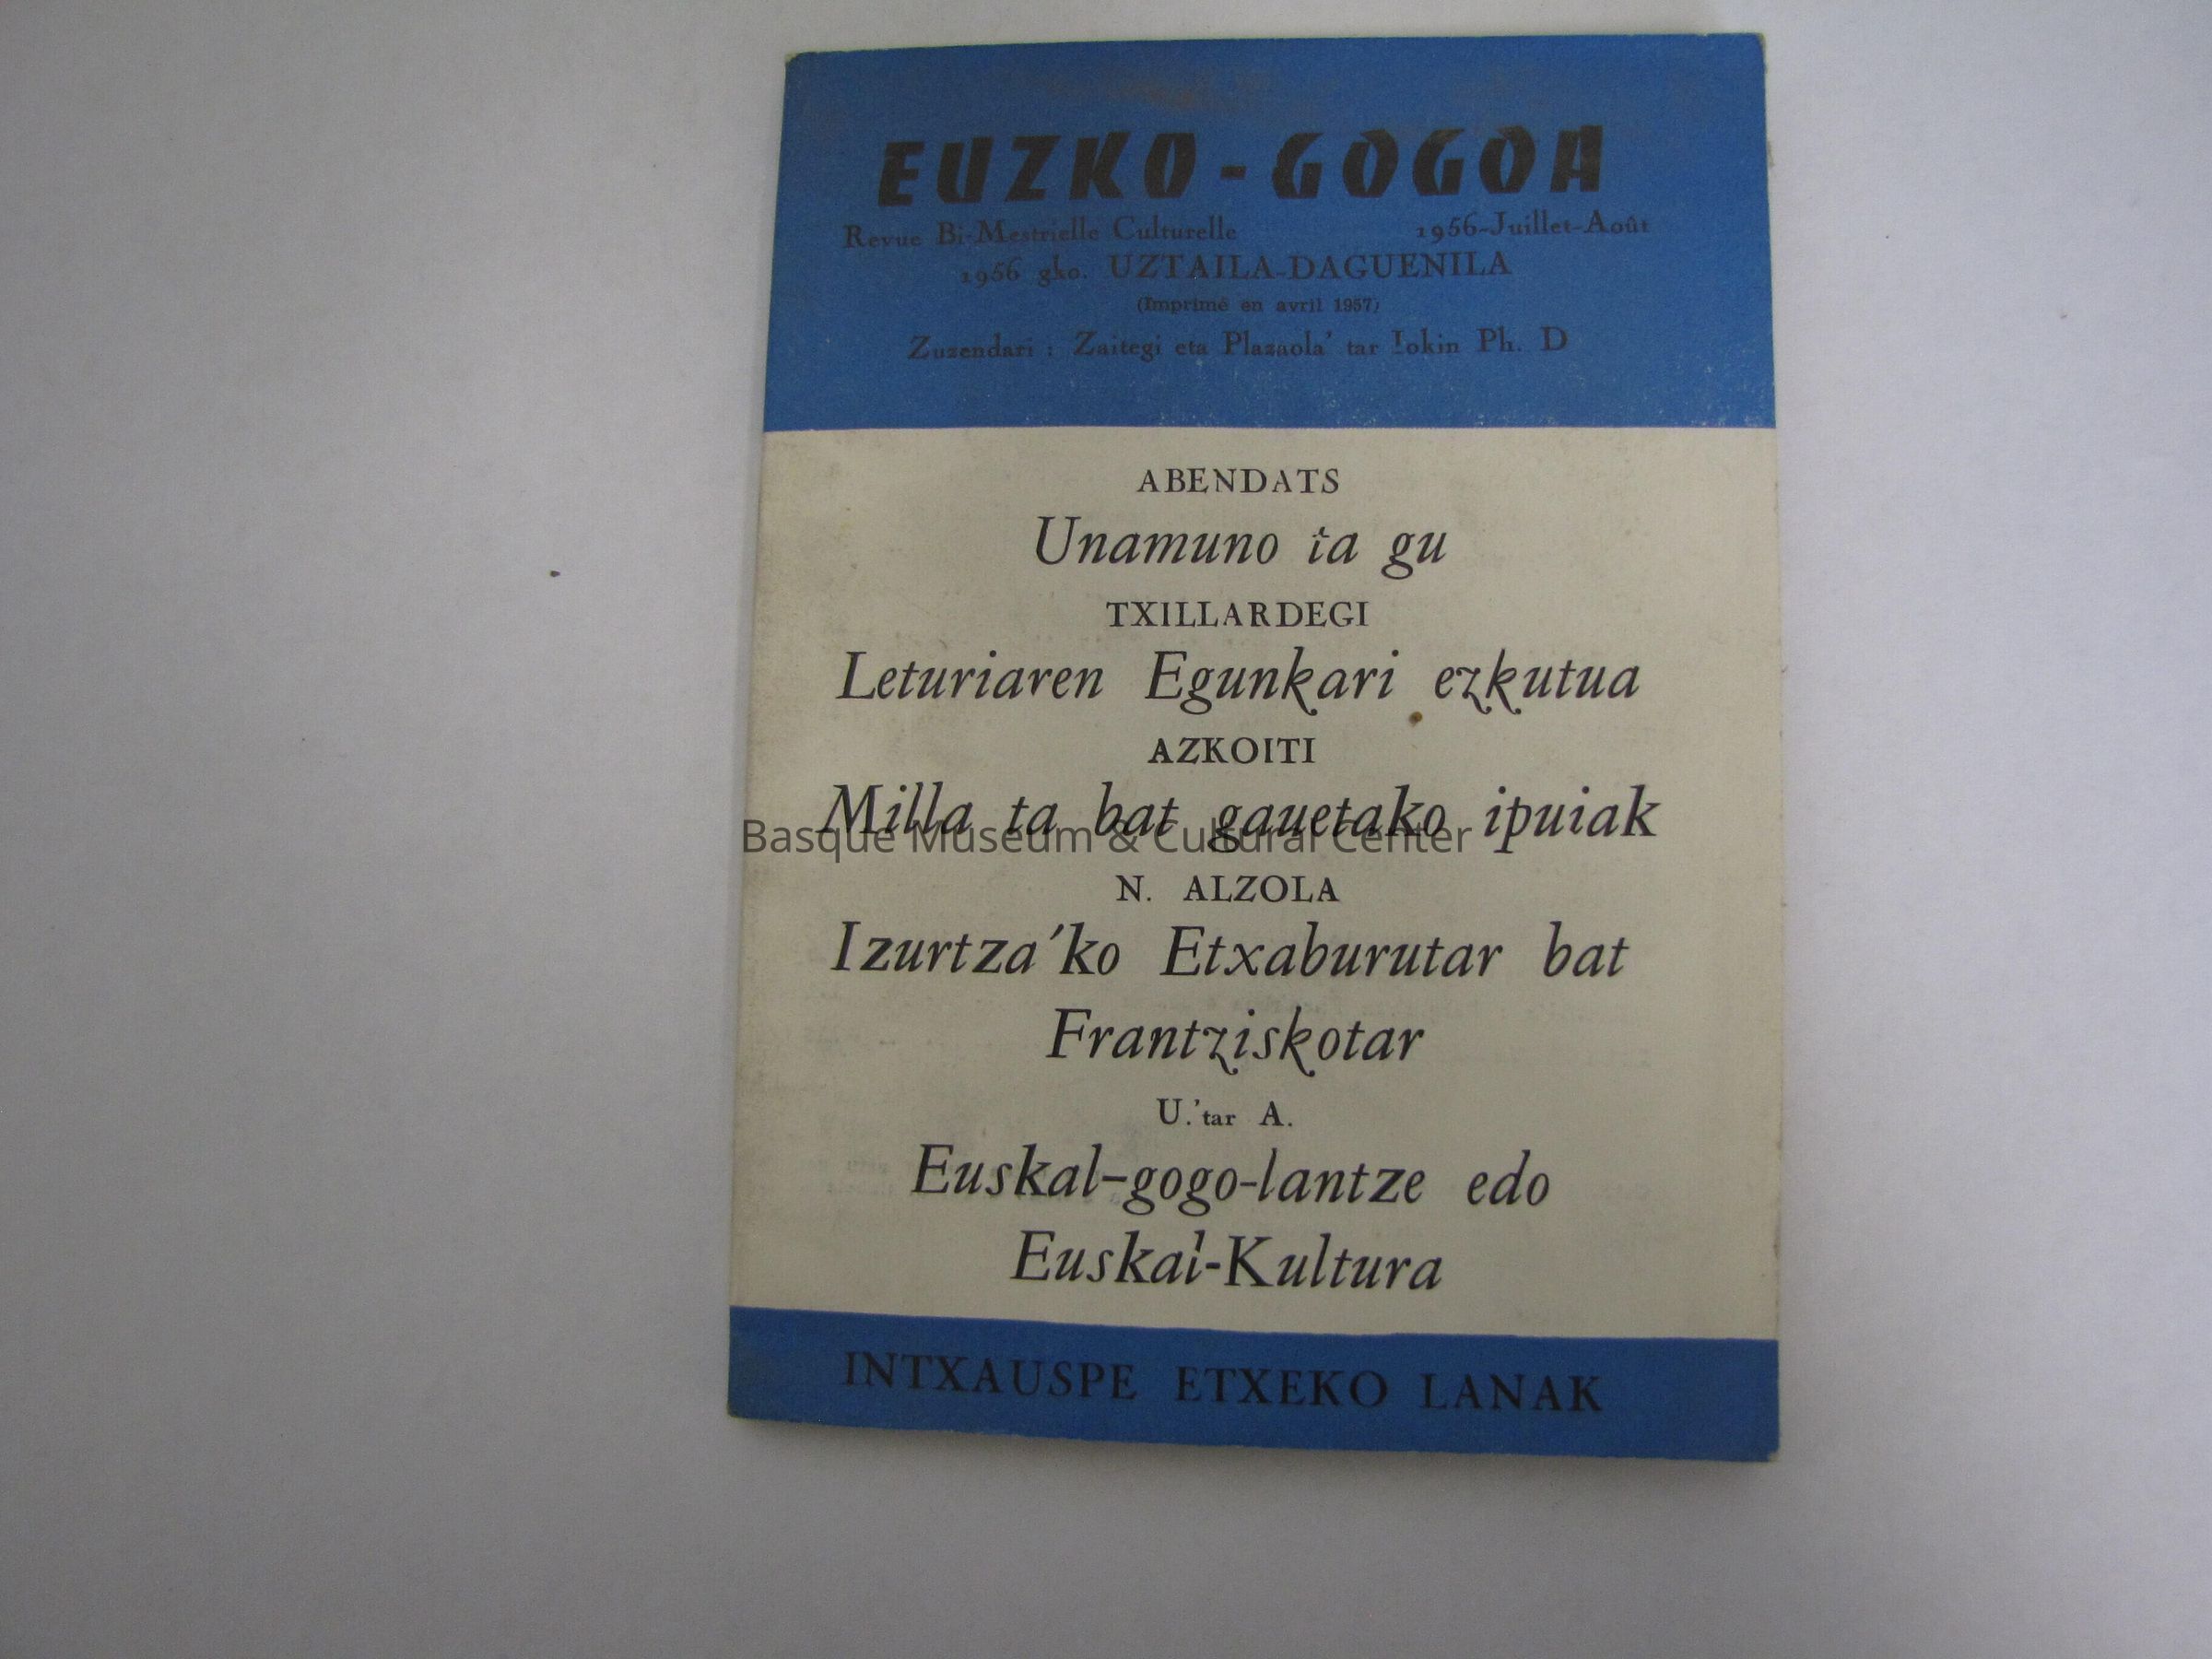 EUZKO-GOGOA
Revue Bi-Mestrielle Culturelle 1956-Juillet-Août
1956 gko. UZTAILA-DAGUENILA
(Imprimé en avril 1957)
Zuzendari : Zaitegi eta Plazaola' tar Iokin Ph. D
ABENDATS
Unamuno ta gu
TXILLARDEGI
Leturiaren Egunkari ezkutua
AZKOITI
Milla ta bat gauetako ipuiak
Basque Museum & Cultural Center
N. ALZOLA
Izurtza'ko Etxaburutar bat
Frantziskotar
U.'tar A.
Euskal-gogo-lantze edo
Euskal-Kultura
INTXAUSPE ETXEKO LANAK